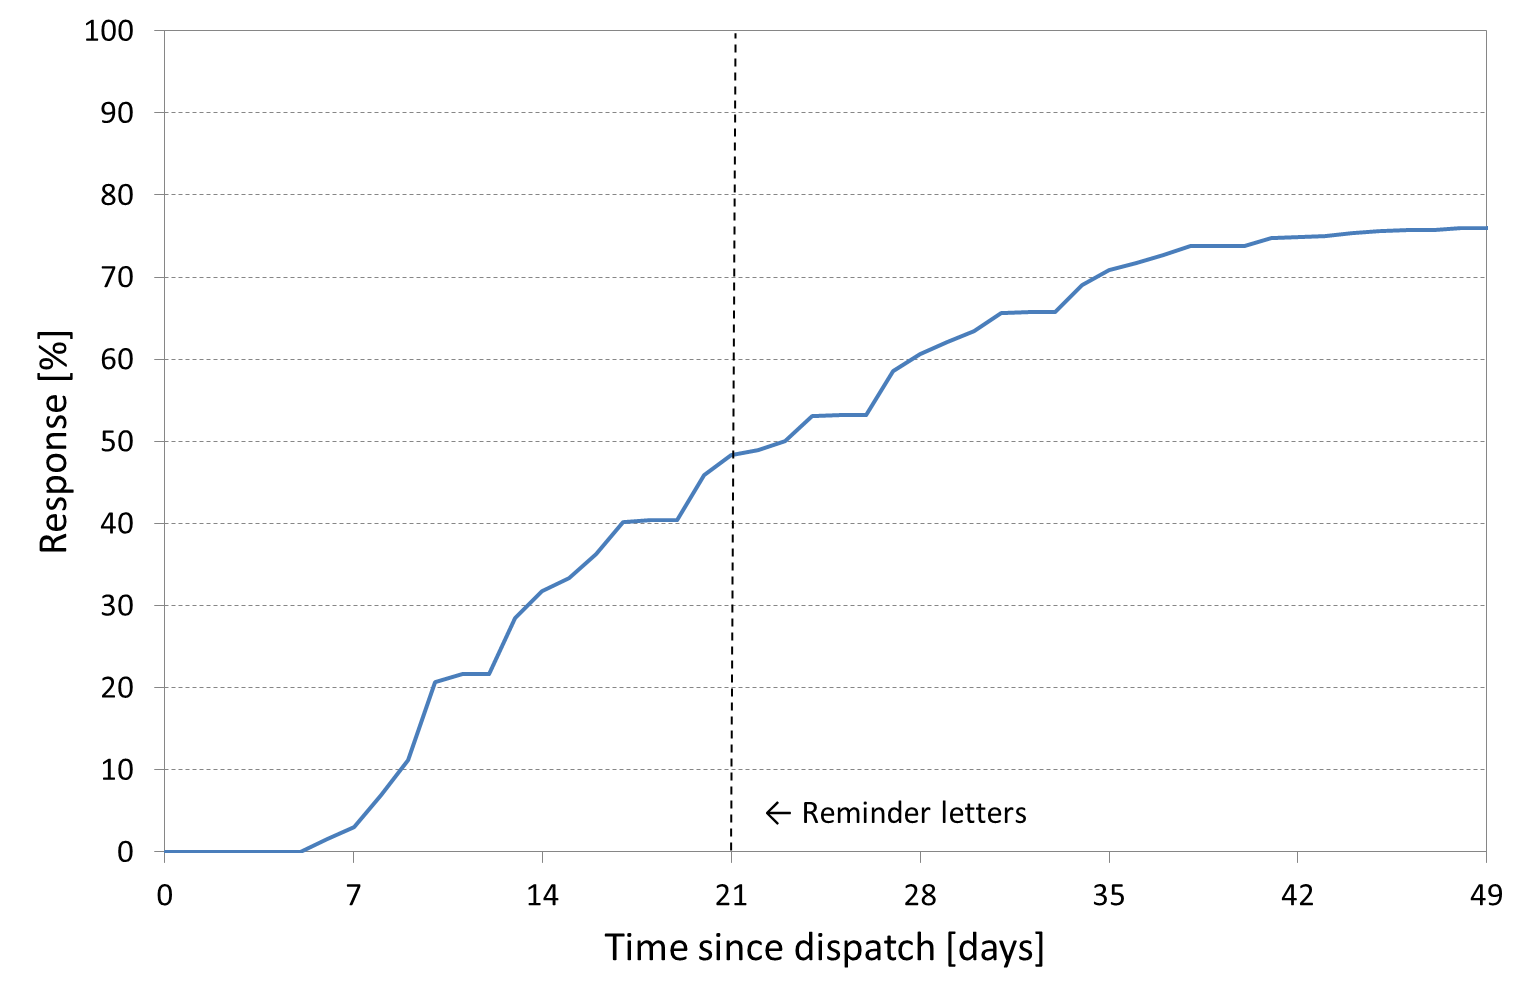 100
90
80
70
60
50
40
30
20
10
0
Response [%]
← Reminder letters
0 7 14 21 28 35 42 49
Time since dispatch [days]